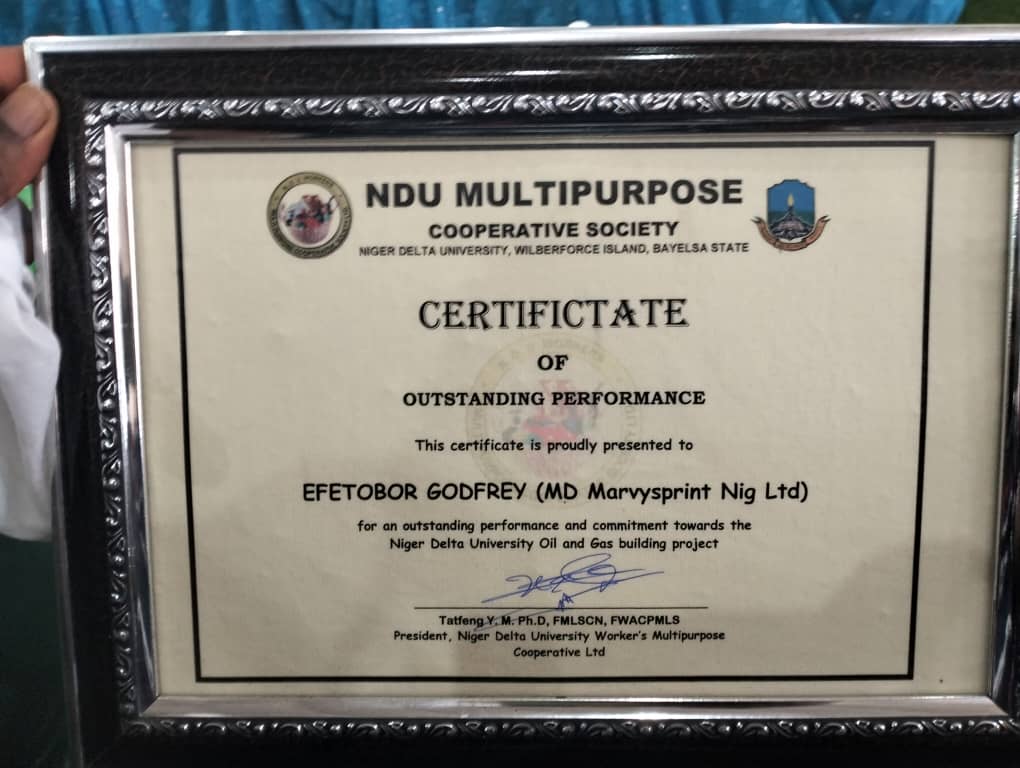 NDU MULTIPURPOSE
COOPERATIVE SOCIETY
NIGER DELTA UNIVERSITY, WILBERFORCE ISLAND, BAYELSA STATE
CERTIFICTATE
OF
OUTSTANDING PERFORMANCE
This certificate is proudly presented to
EFETOBOR GODFREY (MD Marvysprint Nig Ltd)
for an outstanding performance and commitment towards the
Niger Delta University Oil and Gas building project
Tatfeng Y. M. Ph.D, FMLSCN, FWACPMLS
President, Niger Delta University Worker's Multipurpose
Cooperative Ltd